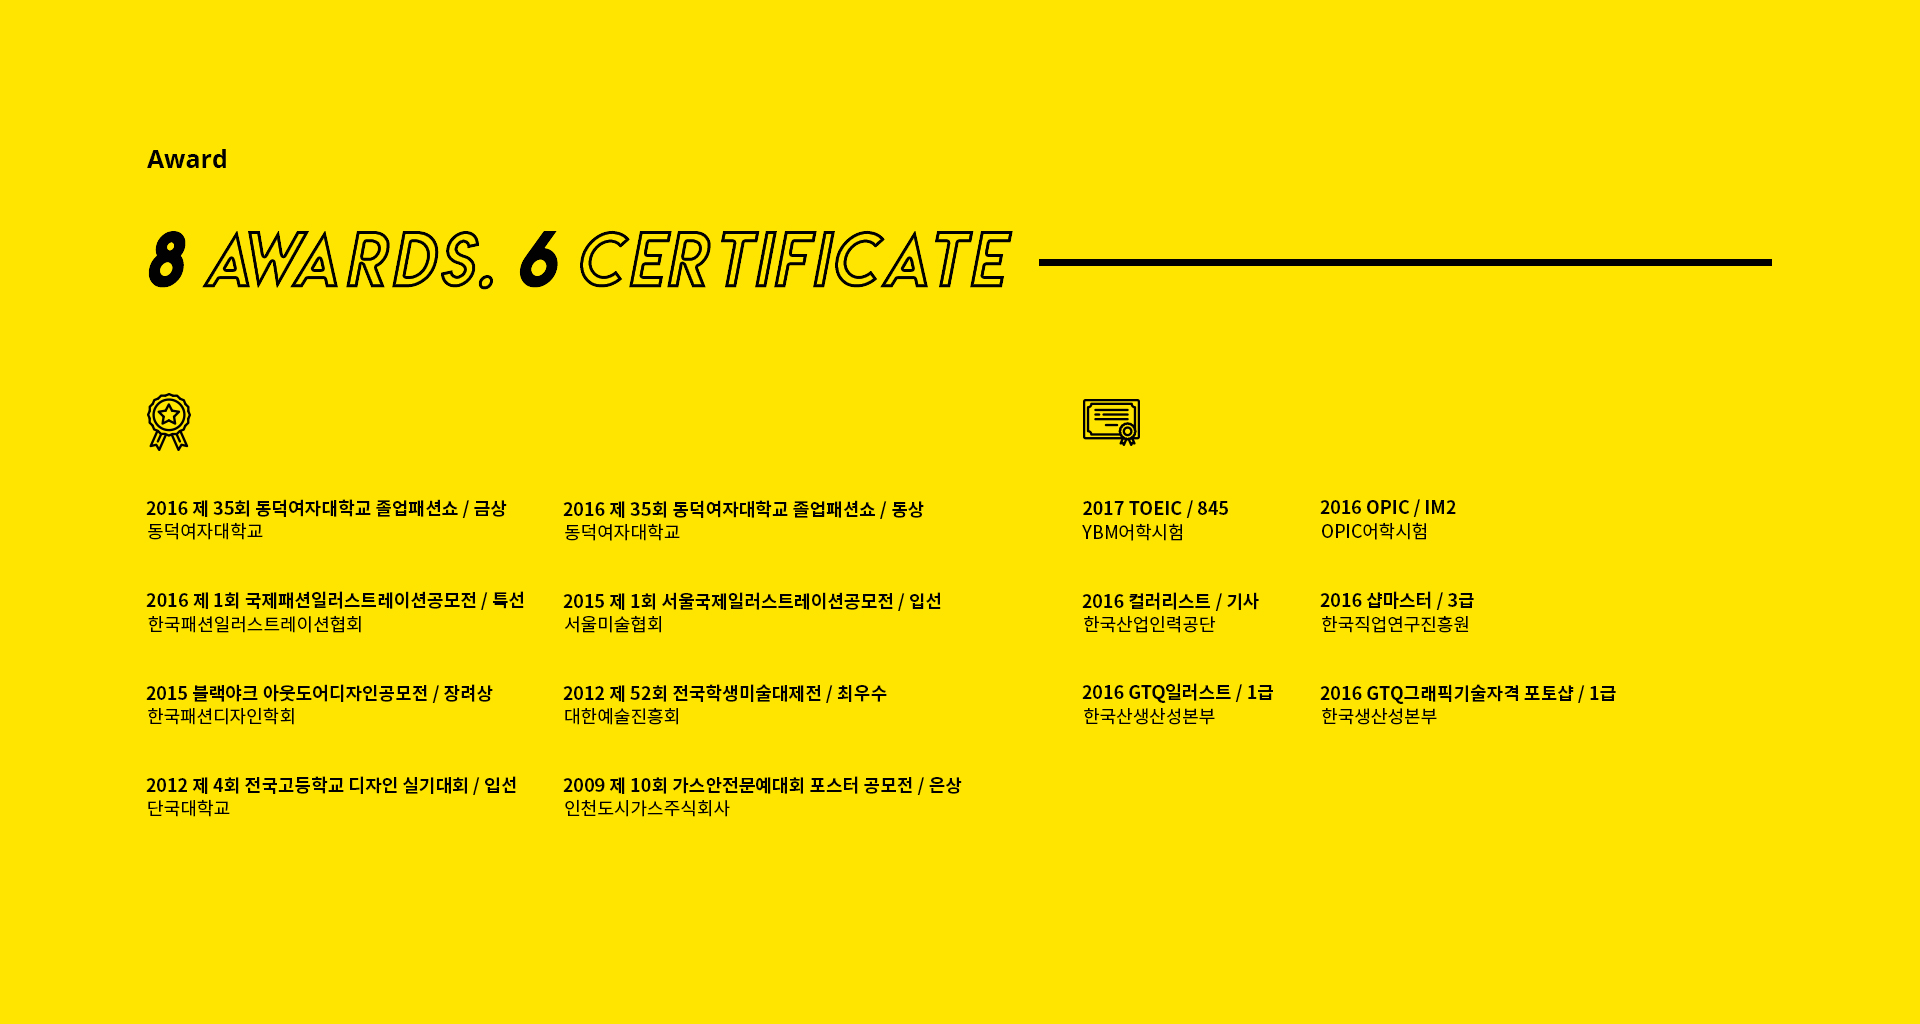 Award
8 AWARDS. 6 CERTIFICATE
2016 제 35회 동덕여자대학교 졸업패션쇼 / 금상
동덕여자대학교
2016 제 1회 국제패션일러스트레이션공모전 / 특선
한국패션일러스트레이션협회
2015 블랙야크 아웃도어디자인공모전 / 장려상
한국패션디자인학회
2012 제 4회 전국고등학교 디자인 실기대회 / 입선
단국대학교
2016 제 35회 동덕여자대학교 졸업패션쇼 / 동상
동덕여자대학교
2015 제 1회 서울국제일러스트레이션공모전 / 입선
서울미술협회
2012 제 52회 전국학생미술대제전 / 최우수
대한예술진흥회
2009 제 10회 가스안전문예대회 포스터 공모전 / 은상
인천도시가스주식회사
2017 TOEIC / 845
YBM어학시험
2016 컬러리스트 / 기사
한국산업인력공단
2016 GTQ일러스트 / 1급
한국산생산성본부
2016 OPIC / IM2
OPIC어학시험
2016 샵마스터 / 3급
한국직업연구진흥원
2016 GTQ그래픽기술자격 포토샵 / 1급
한국생산성본부